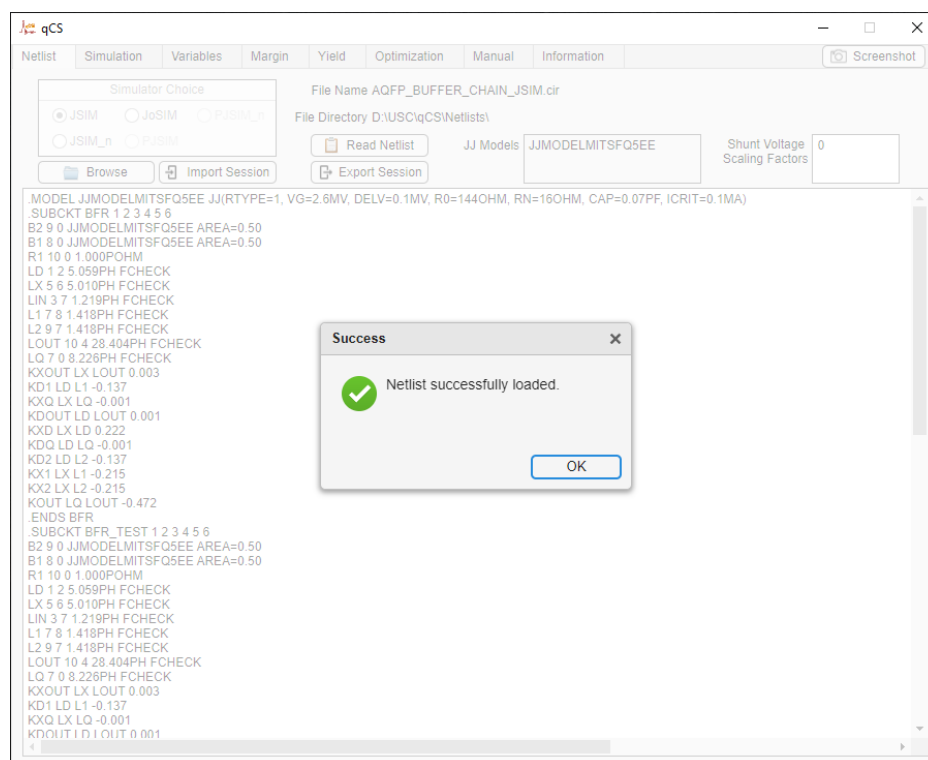 qCS
Netlist Simulation Variables Margin Yield Optimization Manual Information Screenshot
Simulator Choice
JSIM JoSIM PJSIM_n
JSIM_n PJSIM
File Name AQFP_BUFFER_CHAIN_JSIM.cir
File Directory D:\USC\qCS\Netlists\
Browse Import Session
Read Netlist
Export Session
JJ Models JJMODELMITSFQ5EE
Shunt Voltage 0
Scaling Factors
.MODEL JJMODELMITSFQ5EE JJ(RTYPE=1, VG=2.6MV, DELV=0.1MV, R0=144OHM, RN=16OHM, CAP=0.07PF, ICRIT=0.1MA)
.SUBCKT BFR 1 2 3 4 5 6
B2 9 0 JJMODELMITSFQ5EE AREA=0.50
B1 8 0 JJMODELMITSFQ5EE AREA=0.50
R1 10 0 1.000POHM
LD 1 2 5.059PH FCHECK
LX 5 6 5.010PH FCHECK
LIN 3 7 1.219PH FCHECK
L1 7 8 1.418PH FCHECK
L2 9 7 1.418PH FCHECK
LOUT 10 4 28.404PH FCHECK
LQ 7 0 8.226PH FCHECK
KXOUT LX LOUT 0.003
KD1 LD L1 -0.137
KXQ LX LQ -0.001
KDOUT LD LOUT 0.001
KXD LX LD 0.222
KDQ LD LQ -0.001
KD2 LD L2 -0.137
KX1 LX L1 -0.215
KX2 LX L2 -0.215
KOUT LQ LOUT -0.472
.ENDS BFR
.SUBCKT BFR_TEST 1 2 3 4 5 6
B2 9 0 JJMODELMITSFQ5EE AREA=0.50
B1 8 0 JJMODELMITSFQ5EE AREA=0.50
R1 10 0 1.000POHM
LD 1 2 5.059PH FCHECK
LX 5 6 5.010PH FCHECK
LIN 3 7 1.219PH FCHECK
L1 7 8 1.418PH FCHECK
L2 9 7 1.418PH FCHECK
LOUT 10 4 28.404PH FCHECK
LQ 7 0 8.226PH FCHECK
KXOUT LX LOUT 0.003
KD1 LD L1 -0.137
KXQ LX LQ -0.001
KDOUT LD LOUT 0.001
Success
Netlist successfully loaded.
OK